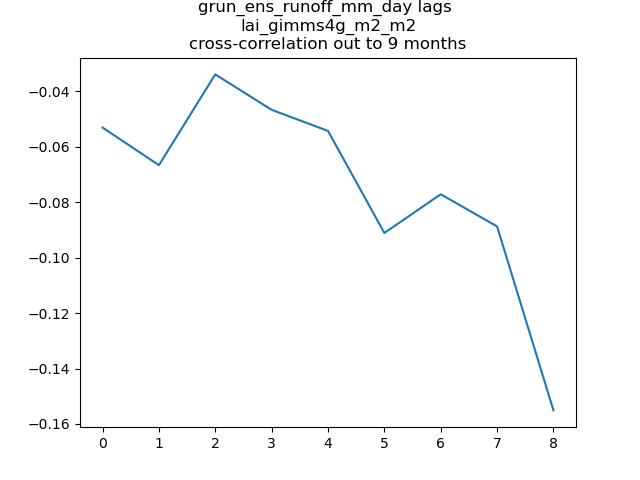 grun_ens_runoff_mm_day lags
lai_gimms4g_m2_m2
cross-correlation out to 9 months
−0.04
−0.06
−0.08
−0.10
−0.12
−0.14
−0.16
0 1 2 3 4 5 6 7 8